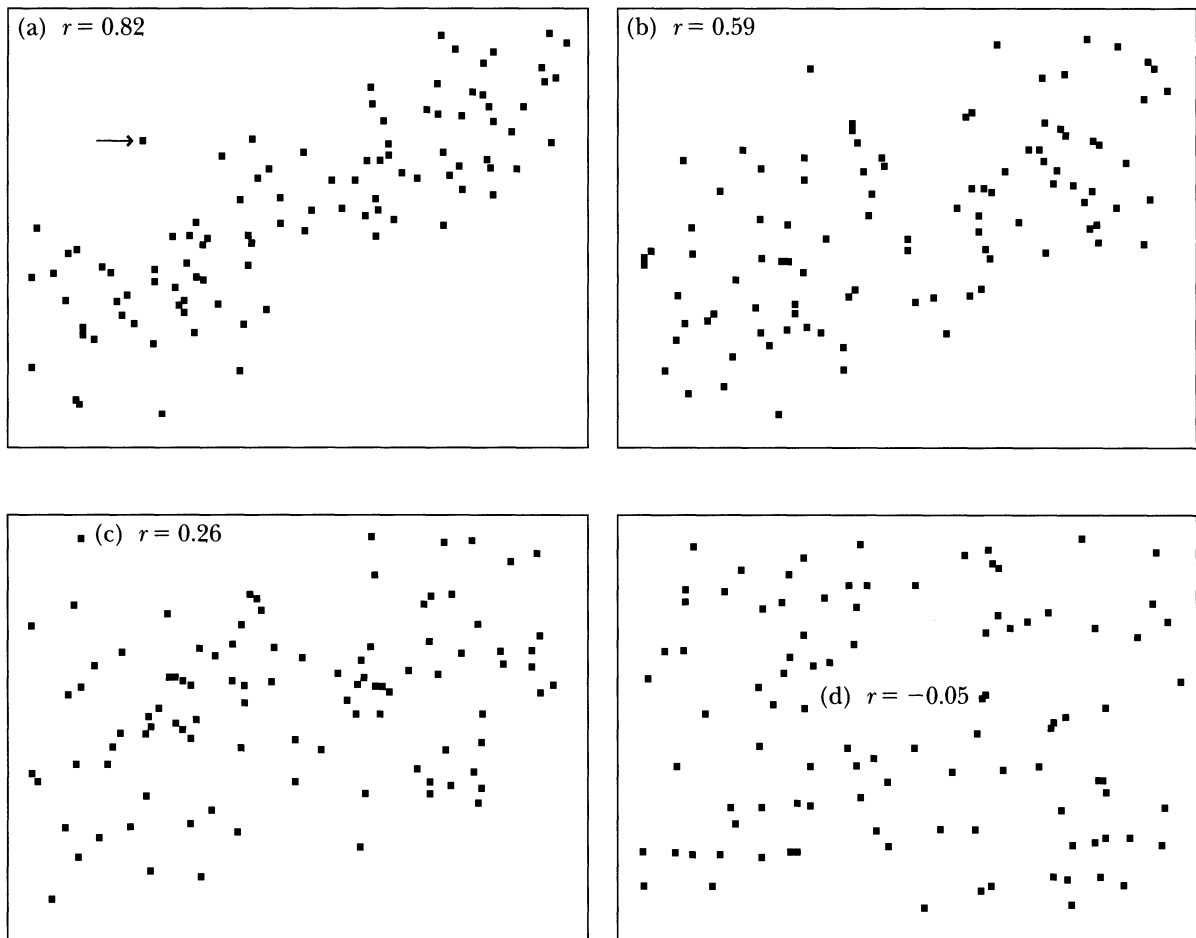 (a) r = 0.82
(b) r = 0.59
(c) r = 0.26
(d) r = −0.05